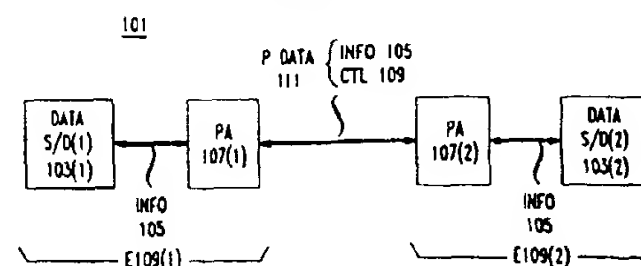 101
P DATA
111
INFO 105
CTL 109
DATA
S/D(1)
103(1)
PA
107(1)
PA
107(2)
DATA
S/D(2)
103(2)
INFO
105
INFO
105
E109(1)
E109(2)